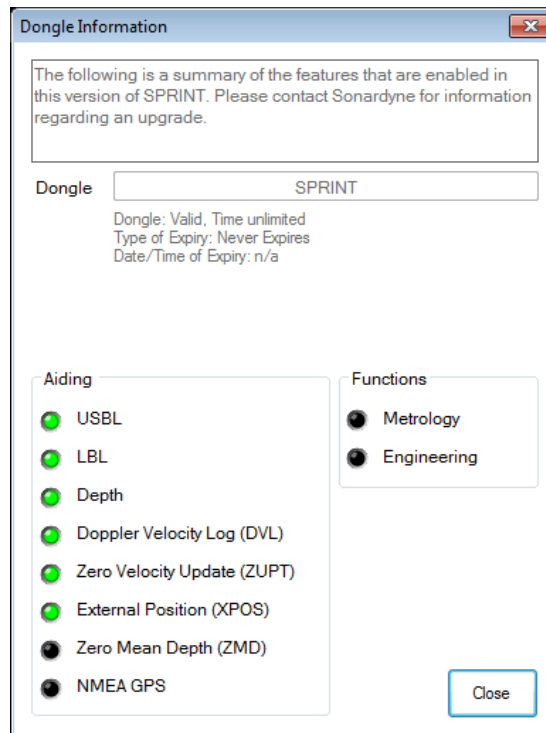 Dongle Information
The following is a summary of the features that are enabled in
this version of SPRINT. Please contact Sonardyne for information
regarding an upgrade.
Dongle
SPRINT
Dongle: Valid, Time unlimited
Type of Expiry: Never Expires
Date/Time of Expiry: n/a
Aiding
USBL
LBL
Depth
Doppler Velocity Log (DVL)
Zero Velocity Update (ZUPT)
External Position (XPOS)
Zero Mean Depth (ZMD)
NMEA GPS
Functions
Metrology
Engineering
Close